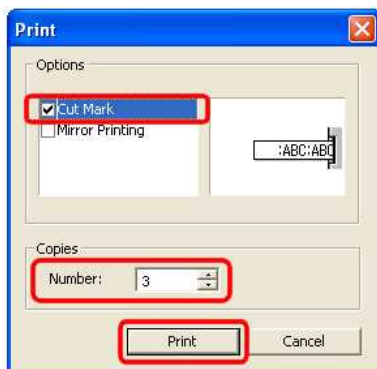 Print
Options
Cut Mark
Mirror Printing
:ABC:ABC
Copies
Number: 3
Print Cancel